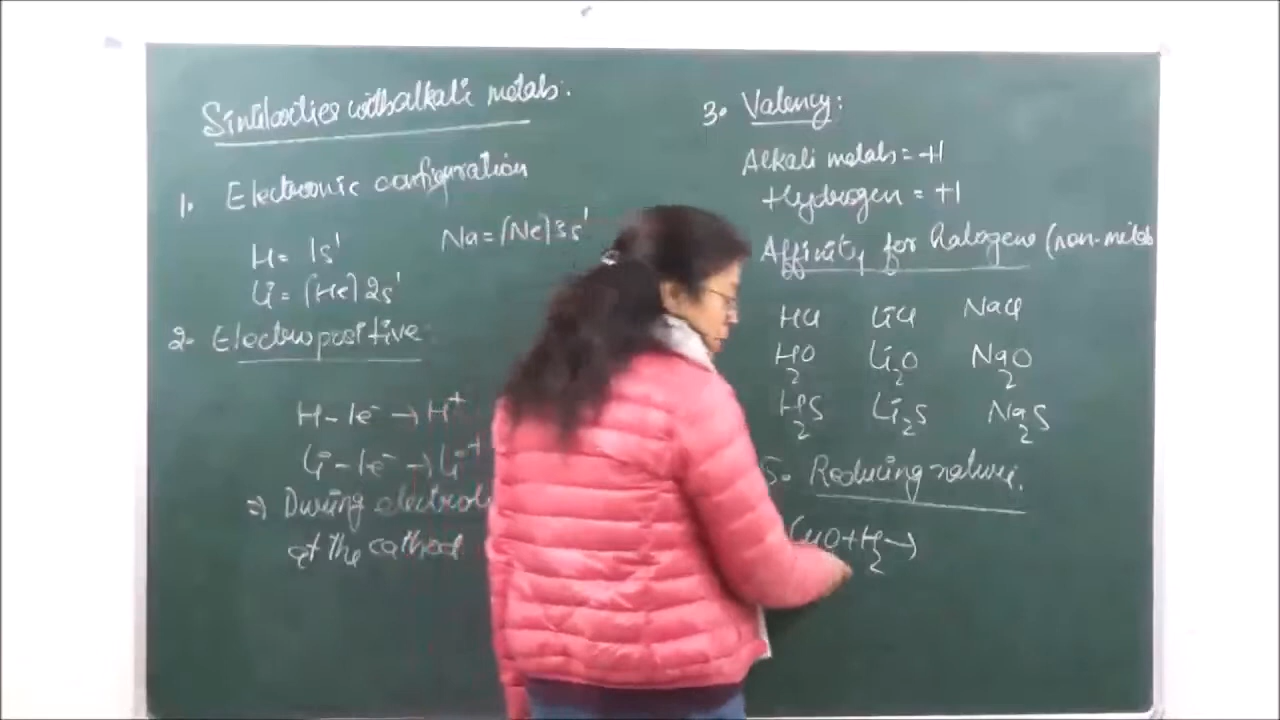 Similarities with alkali metals:
1. Electronic configuration
H = 1s¹
Na = (Ne) 3s¹
Li = (He) 2s¹
2. Electropositive:
H - 1e⁻ → H⁺
Li - 1e⁻ → Li⁺
⇒ During
at the cathod
3. Valency:
Alkali metals = +1
Hydrogen = +1
Affinity for halogens (non-metals
HCl LiCl NaCl
H₂O Li₂O Na₂O
H₂S Li₂S Na₂S
5. Reducing nature.
CuO + H₂ →